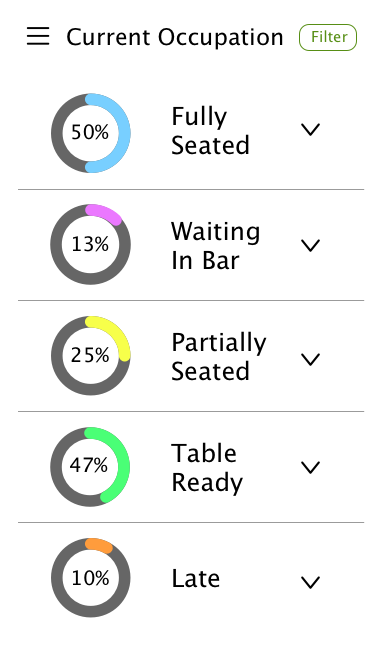 Current Occupation
Filter
50%
Fully
Seated
13%
Waiting
In Bar
25%
Partially
Seated
47%
Table
Ready
10%
Late